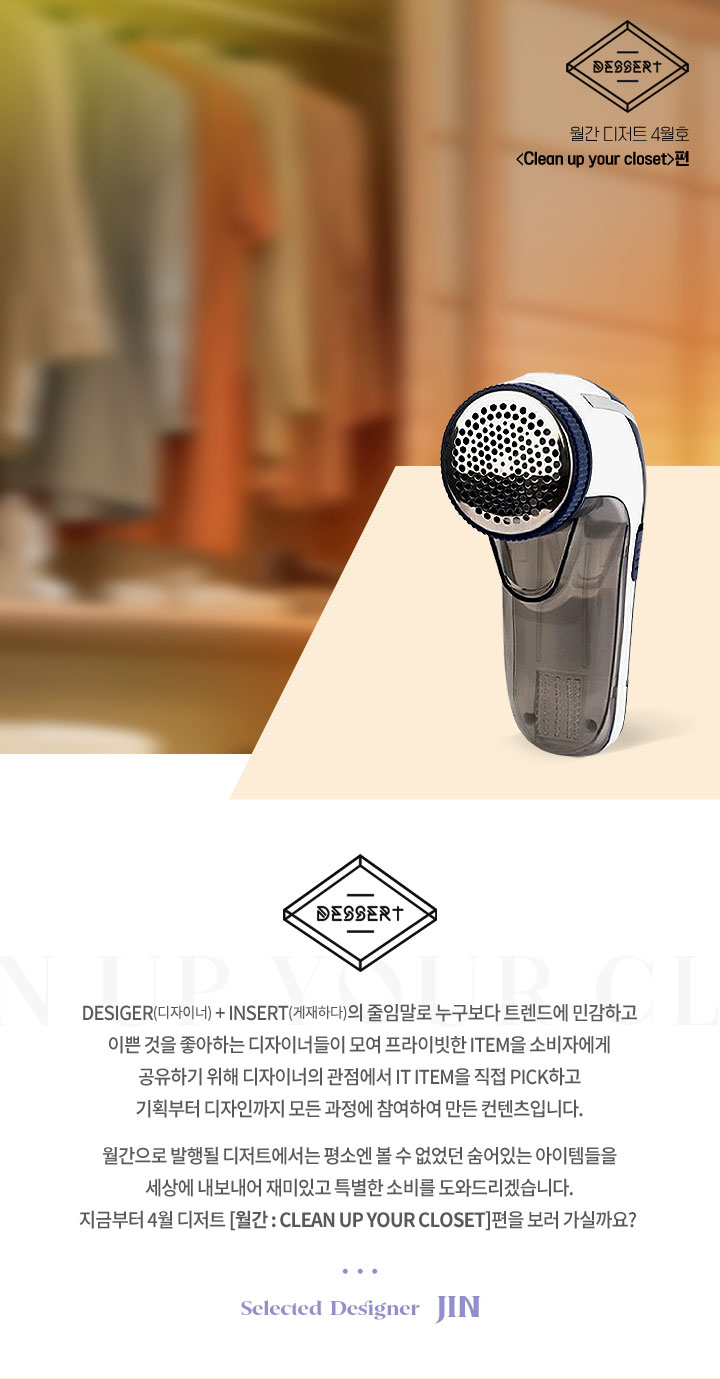 DESSERT
월간 디저트 4월호
<Clean up your closet>편
DESSERT
N UP YOUR CL
DESIGER(디자이너) + INSERT(게재하다)의 줄임말로 누구보다 트렌드에 민감하고
이쁜 것을 좋아하는 디자이너들이 모여 프라이빗한 ITEM을 소비자에게
공유하기 위해 디자이너의 관점에서 IT ITEM을 직접 PICK하고
기획부터 디자인까지 모든 과정에 참여하여 만든 컨텐츠입니다.
월간으로 발행될 디저트에서는 평소엔 볼 수 없었던 숨어있는 아이템들을
세상에 내보내어 재미있고 특별한 소비를 도와드리겠습니다.
지금부터 4월 디저트 [월간 : CLEAN UP YOUR CLOSET]편을 보러 가실까요?
Selected Designer JIN